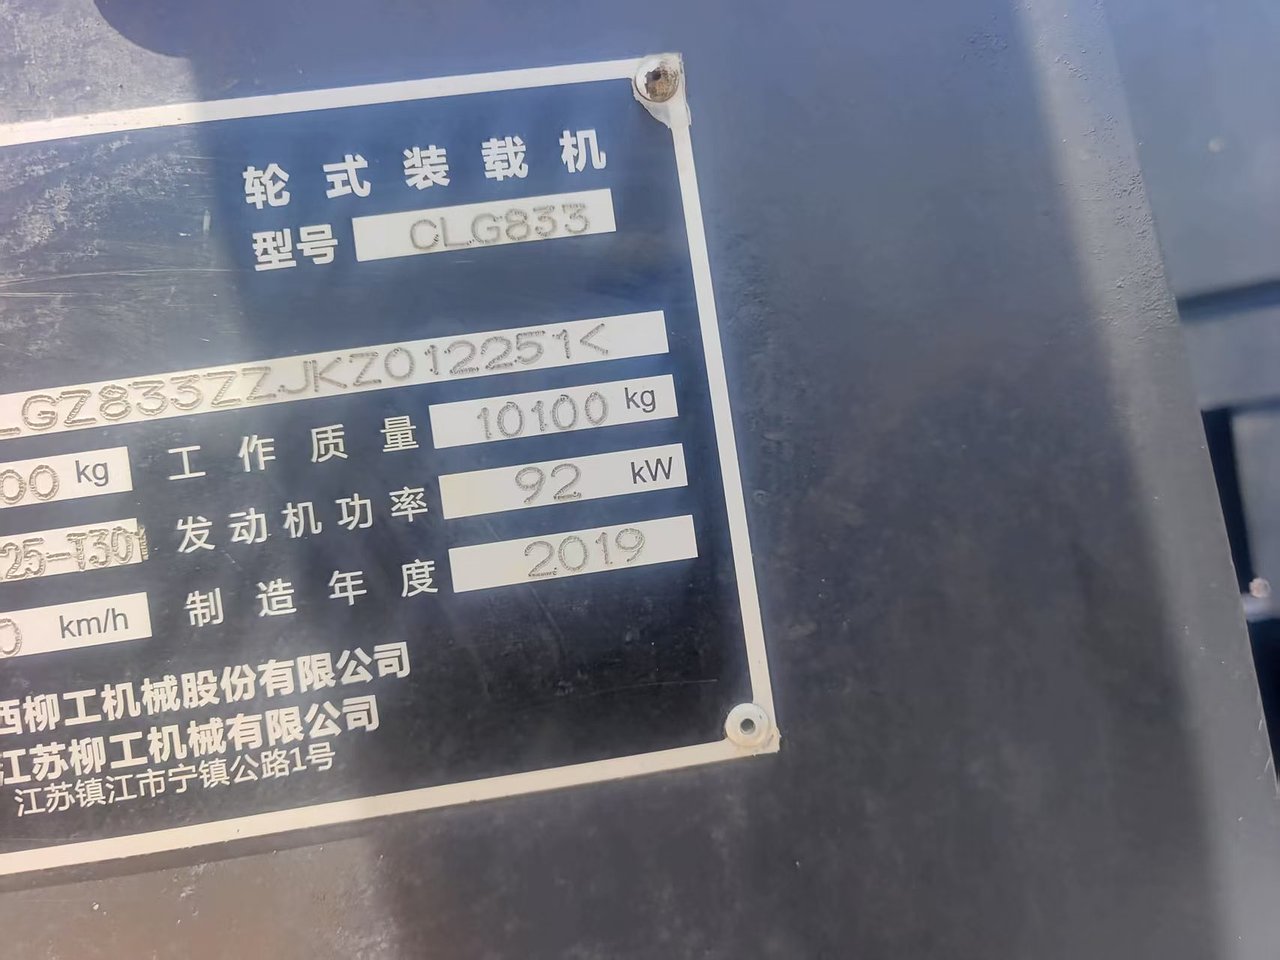 轮式装载机
型号 CLG833
LGZ833ZZJKZ012251<
00 kg 工作质量 10100 kg
25-T301 发动机功率 92 kW
0 km/h 制造年度 2019
西柳工机械股份有限公司
江苏柳工机械有限公司
江苏镇江市宁镇公路1号